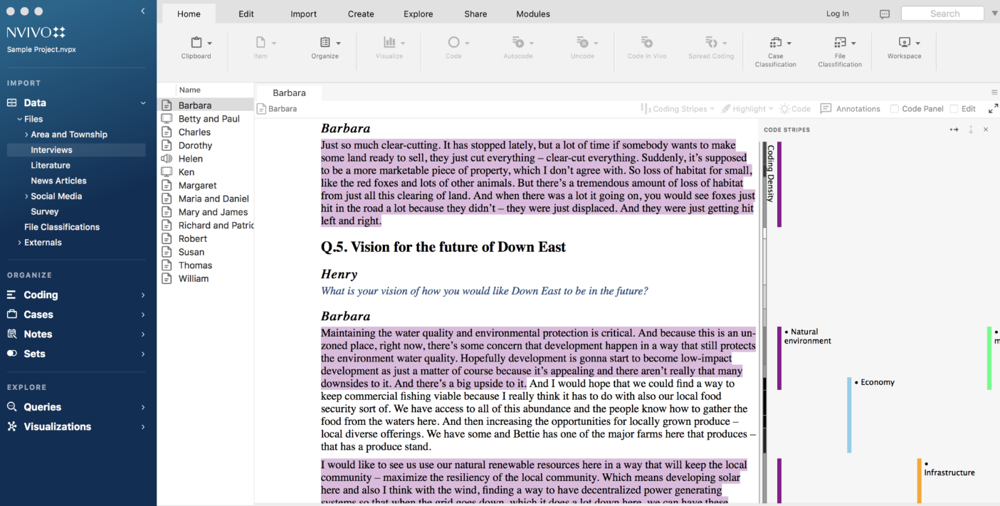 NVIVO
Sample Project.nvpx
IMPORT
Data
Files
Area and Township
Interviews
Literature
News Articles
Social Media
Survey
File Classifications
Externals
ORGANIZE
Coding
Cases
Notes
Sets
EXPLORE
Queries
Visualizations
Home Edit Import Create Explore Share Modules Log In Search
Clipboard Item Organize Visualize Code Autocode Uncode Code In Vivo Spread Coding Case Classification File Classification Workspace
Name
Barbara
Betty and Paul
Charles
Dorothy
Helen
Ken
Margaret
Maria and Daniel
Mary and James
Richard and Patric
Robert
Susan
Thomas
William
Barbara
Barbara Coding Stripes Highlight Code Annotations Code Panel Edit
Barbara
Just so much clear-cutting. It has stopped lately, but a lot of time if somebody wants to make
some land ready to sell, they just cut everything – clear-cut everything. Suddenly, it’s supposed
to be a more marketable piece of property, which I don’t agree with. So loss of habitat for small,
like the red foxes and lots of other animals. But there’s a tremendous amount of loss of habitat
from just all this clearing of land. And when there was a lot it going on, you would see foxes just
hit in the road a lot because they didn’t – they were just displaced. And they were just getting hit
left and right.
Q.5. Vision for the future of Down East
Henry
What is your vision of how you would like Down East to be in the future?
Barbara
Maintaining the water quality and environmental protection is critical. And because this is an un-
zoned place, right now, there’s some concern that development happen in a way that still protects
the environment water quality. Hopefully development is gonna start to become low-impact
development as just a matter of course because it’s appealing and there aren’t really that many
downsides to it. And there’s a big upside to it. And I would hope that we could find a way to
keep commercial fishing viable because I really think it has to do with also our local food
security sort of. We have access to all of this abundance and the people know how to gather the
food from the waters here. And then increasing the opportunities for locally grown produce –
local diverse offerings. We have some and Bettie has one of the major farms here that produces –
that has a produce stand.
I would like to see us use our natural renewable resources here in a way that will keep the local
community – maximize the resiliency of the local community. Which means developing solar
here and also I think with the wind, finding a way to have decentralized power generating
systems so that when the grid goes down, which it does a lot down here, we can have these
CODE STRIPES
Coding Density
• Natural
environment
• Economy
•
Infrastructure
•
m